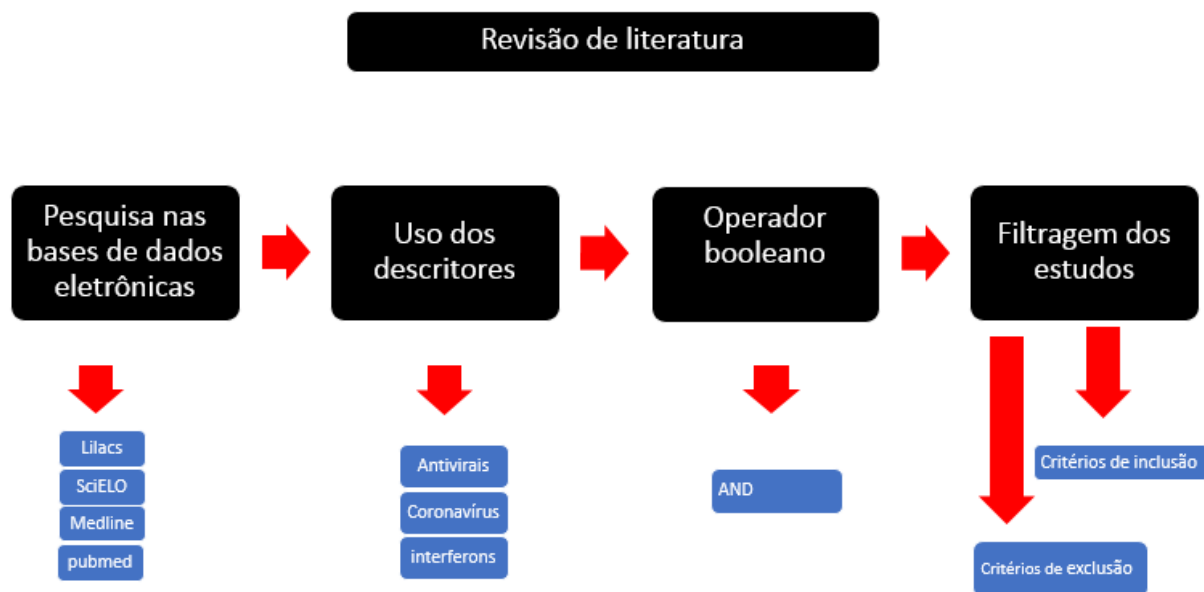 Revisão de literatura
Pesquisa nas
bases de dados
eletrônicas
Uso dos
descritores
Operador
booleano
Filtragem dos
estudos
Lilacs
SciELO
Medline
pubmed
Antivirais
Coronavírus
interferons
AND
Critérios de inclusão
Critérios de exclusão